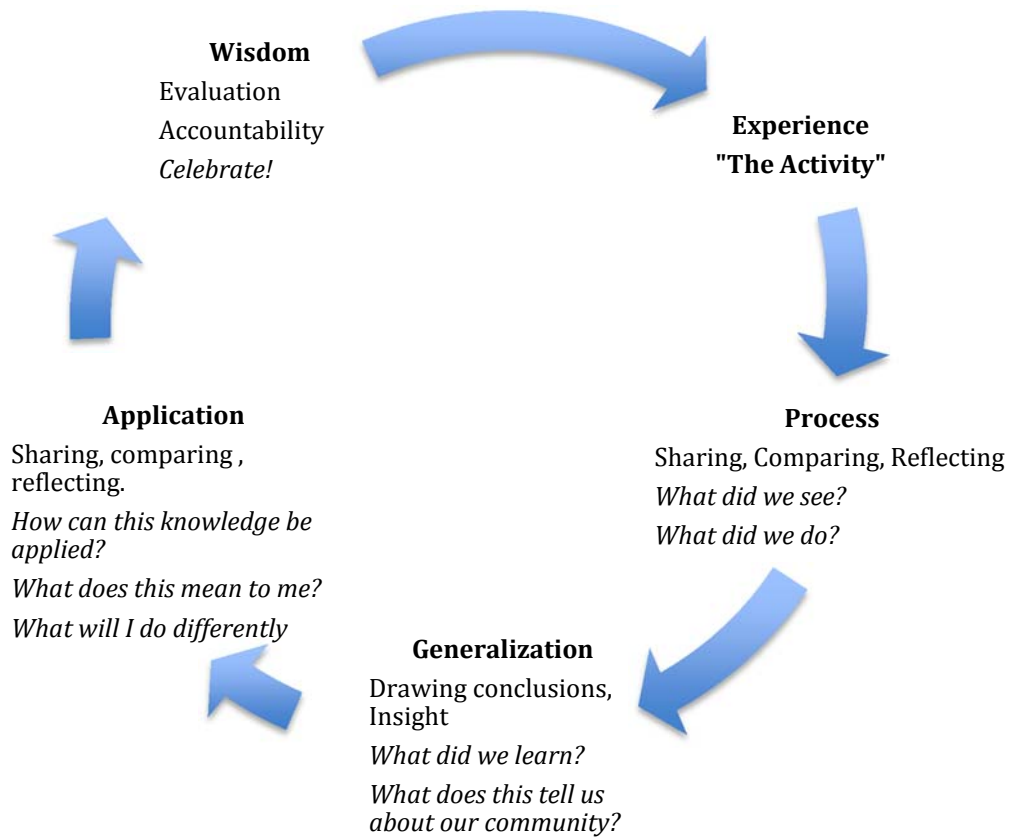 Wisdom
Evaluation
Accountability
Celebrate!
Experience
"The Activity"
Process
Sharing, Comparing, Reflecting
What did we see?
What did we do?
Generalization
Drawing conclusions,
Insight
What did we learn?
What does this tell us
about our community?
Application
Sharing, comparing ,
reflecting.
How can this knowledge be
applied?
What does this mean to me?
What will I do differently